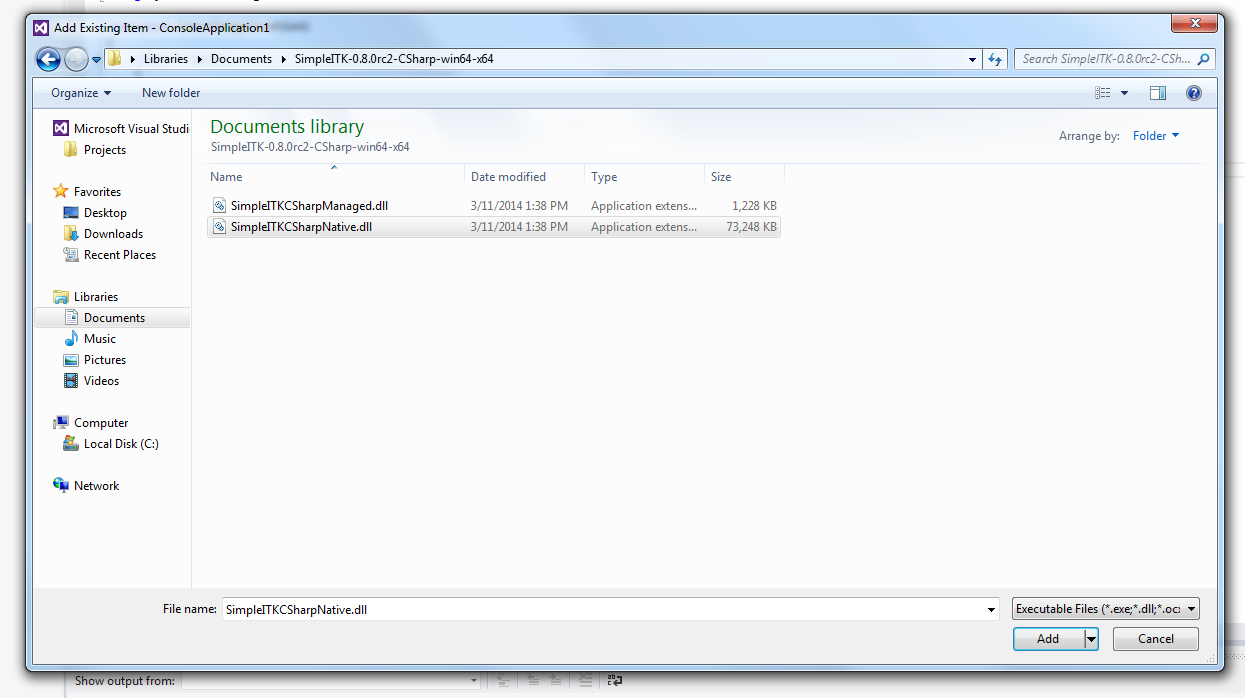 Add Existing Item - ConsoleApplication1
Libraries Documents SimpleITK-0.8.0rc2-CSharp-win64-x64
Search SimpleITK-0.8.0rc2-CSh...
Organize New folder
Microsoft Visual Studi
Projects
Favorites
Desktop
Downloads
Recent Places
Libraries
Documents
Music
Pictures
Videos
Computer
Local Disk (C:)
Network
Documents library
SimpleITK-0.8.0rc2-CSharp-win64-x64
Arrange by: Folder
Name Date modified Type Size
SimpleITKCSharpManaged.dll 3/11/2014 1:38 PM Application extens... 1,228 KB
SimpleITKCSharpNative.dll 3/11/2014 1:38 PM Application extens... 73,248 KB
File name: SimpleITKCSharpNative.dll
Executable Files (*.exe;*.dll;*.oc
Add Cancel
Show output from: